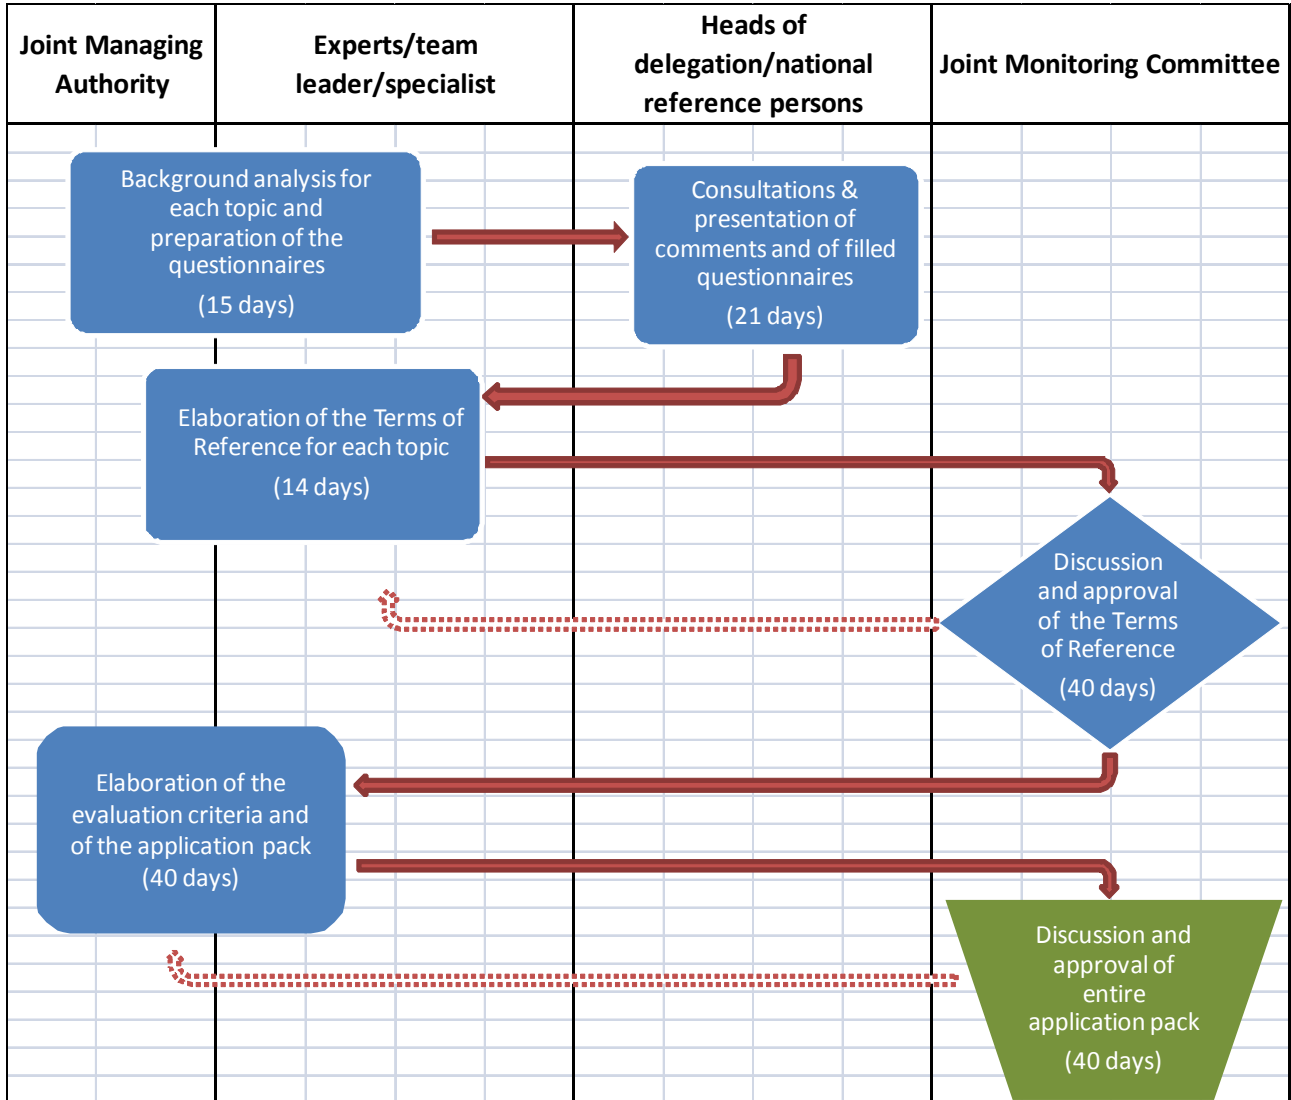 Joint Managing
Authority
Experts/team
leader/specialist
Heads of
delegation/national
reference persons
Joint Monitoring Committee
Background analysis for
each topic and
preparation of the
questionnaires
(15 days)
Consultations &
presentation of
comments and of filled
questionnaires
(21 days)
Elaboration of the Terms of
Reference for each topic
(14 days)
Discussion
and approval
of the Terms
of Reference
(40 days)
Elaboration of the
evaluation criteria and
of the application pack
(40 days)
Discussion and
approval of
entire
application pack
(40 days)